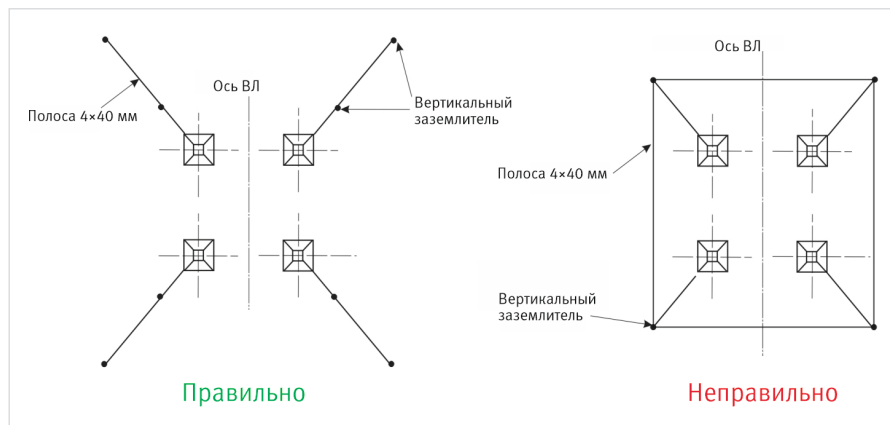 Ось ВЛ
Полоса 4×40 мм
Вертикальный
заземлитель
Правильно
Ось ВЛ
Полоса 4×40 мм
Вертикальный
заземлитель
Неправильно